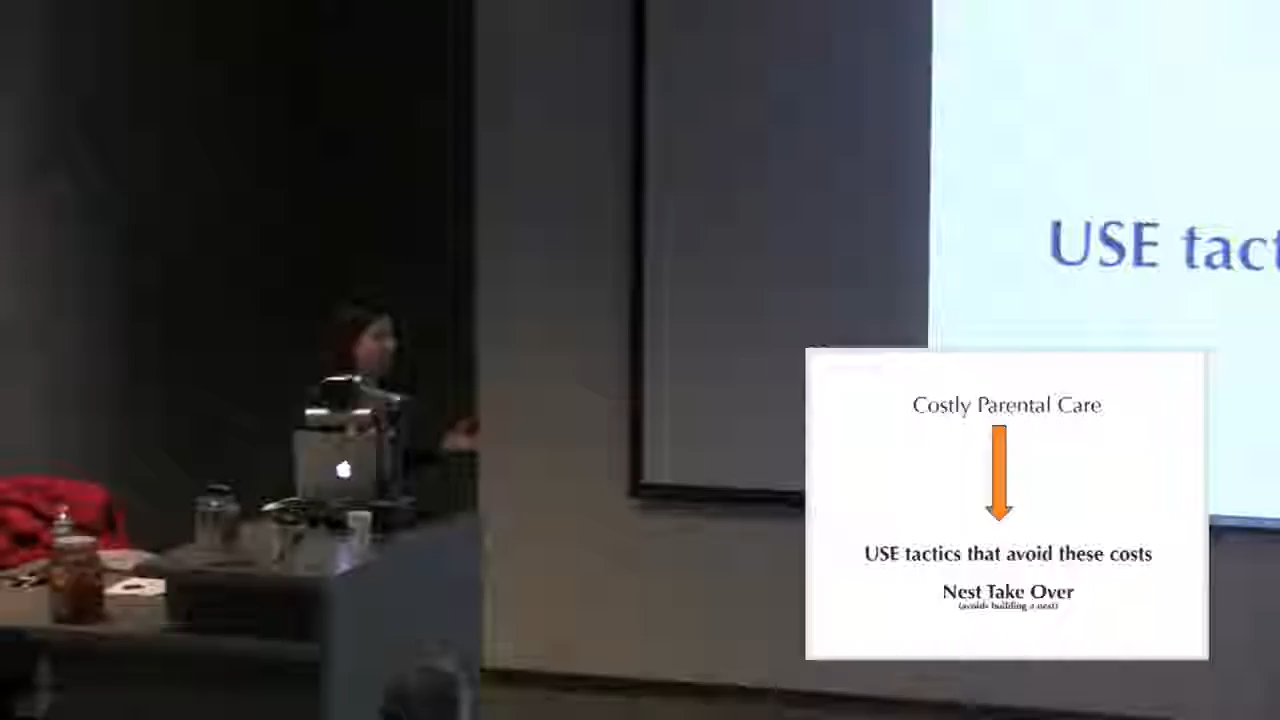 USE tact
Costly Parental Care
USE tactics that avoid these costs
Nest Take Over
(avoids building a nest)